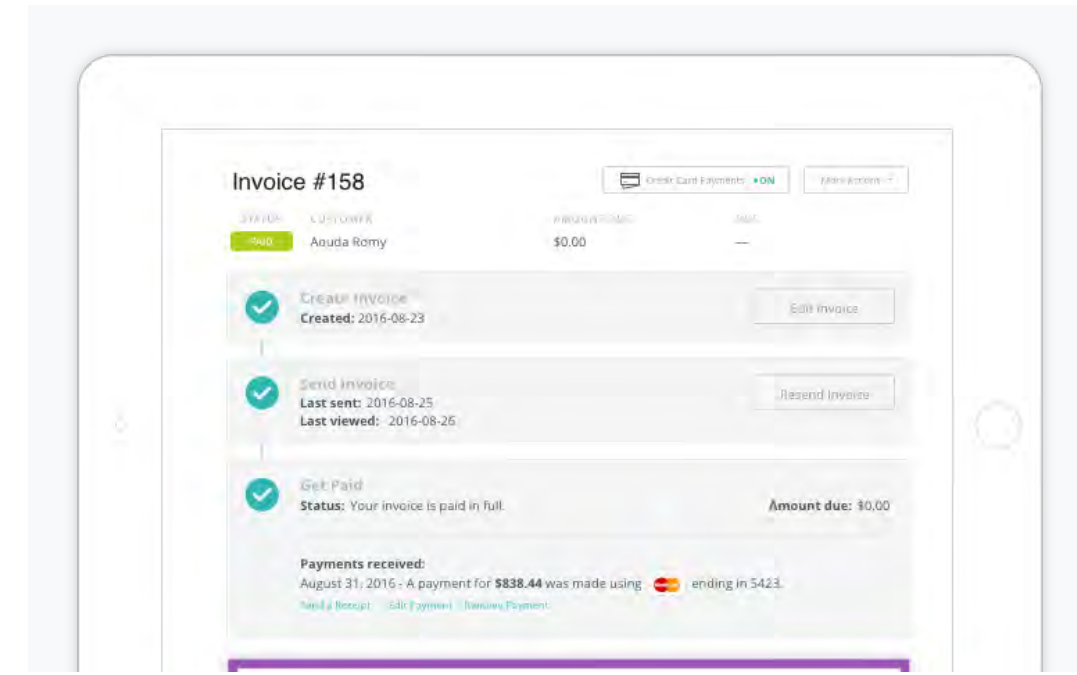 Invoice #158
Credit Card Payments • ON
More Actions
STATUS CUSTOMER AMOUNT DUE DUE
PAID Aouda Romy $0.00 —
Create Invoice
Created: 2016-08-23
Edit Invoice
Send Invoice
Last sent: 2016-08-25
Last viewed: 2016-08-26
Resend Invoice
Get Paid
Status: Your invoice is paid in full.
Amount due: $0.00
Payments received:
August 31, 2016 - A payment for $838.44 was made using ending in 5423.
Send a Receipt Edit Payment Remove Payment